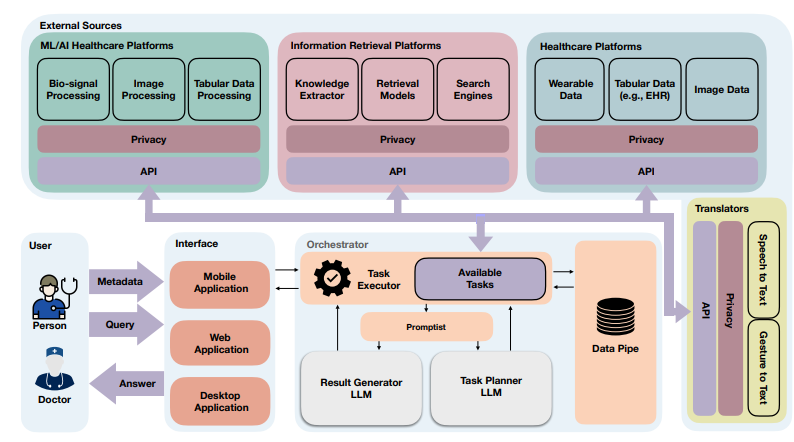 External Sources
ML/AI Healthcare Platforms
Bio-signal
Processing
Image
Processing
Tabular Data
Processing
Privacy
API
Information Retrieval Platforms
Knowledge
Extractor
Retrieval
Models
Search
Engines
Privacy
API
Healthcare Platforms
Wearable
Data
Tabular Data
(e.g., EHR)
Image Data
Privacy
API
Translators
API
Privacy
Speech to Text
Gesture to Text
User
Person
Doctor
Metadata
Query
Answer
Interface
Mobile
Application
Web
Application
Desktop
Application
Orchestrator
Task
Executor
Available
Tasks
Promptist
Result Generator
LLM
Task Planner
LLM
Data Pipe